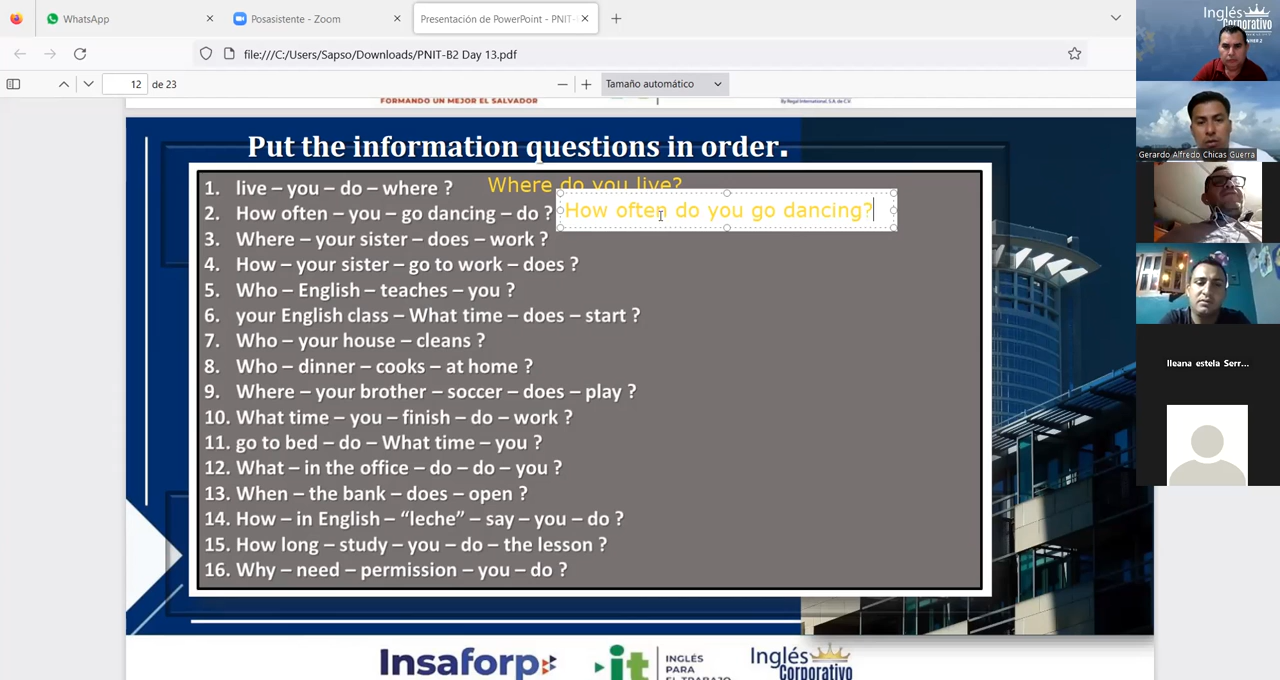 WhatsApp
Posasistente - Zoom
Presentación de PowerPoint - PNIT-
file:///C:/Users/Sapso/Downloads/PNIT-B2 Day 13.pdf
12 de 23
Tamaño automático
FORMANDO UN MEJOR EL SALVADOR
By Regal International, S.A. de C.V.
Put the information questions in order.
1. live – you – do – where ? Where do you live?
2. How often – you – go dancing – do ? How often do you go dancing?
3. Where – your sister – does – work ?
4. How – your sister – go to work – does ?
5. Who – English – teaches – you ?
6. your English class – What time – does – start ?
7. Who – your house – cleans ?
8. Who – dinner – cooks – at home ?
9. Where – your brother – soccer – does – play ?
10. What time – you – finish – do – work ?
11. go to bed – do – What time – you ?
12. What – in the office – do – do – you ?
13. When – the bank – does – open ?
14. How – in English – “leche” – say – you – do ?
15. How long – study – you – do – the lesson ?
16. Why – need – permission – you – do ?
Insaforp
it
INGLÉS
PARA
EL TRABAJO
Inglés
Corporativo
Inglés
Corporativo
Gerardo Alfredo Chicas Guerra
Ileana estela Serr...